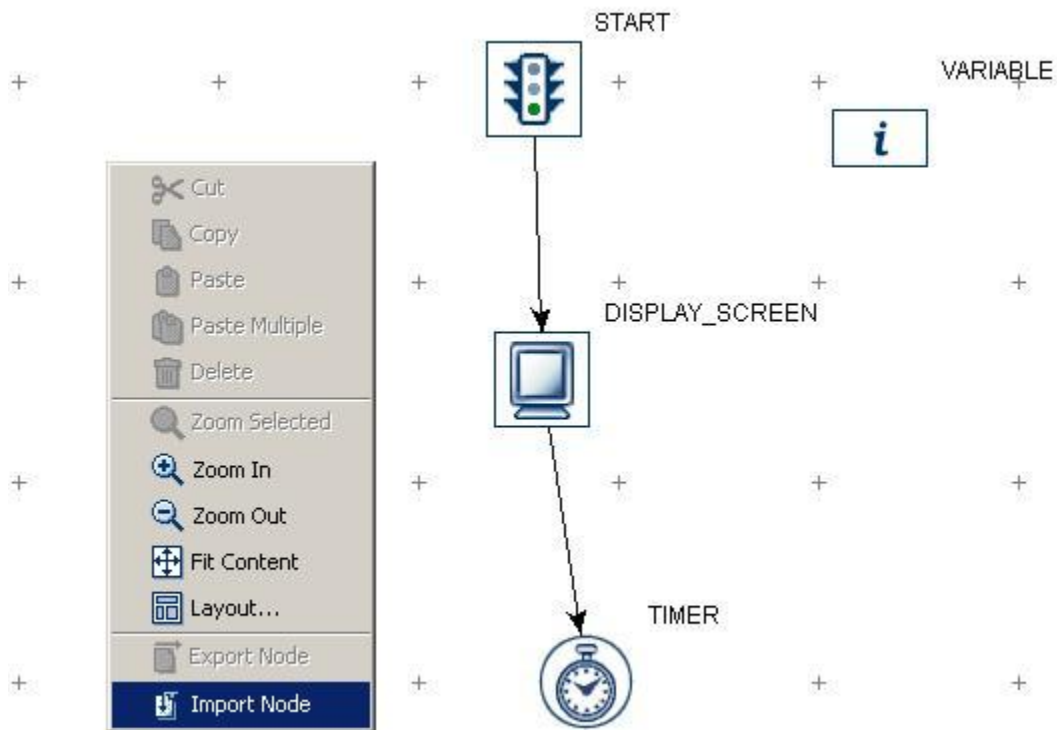 START
VARIABLE
i
Cut
Copy
Paste
Paste Multiple
Delete
Zoom Selected
Zoom In
Zoom Out
Fit Content
Layout...
Export Node
Import Node
DISPLAY_SCREEN
TIMER